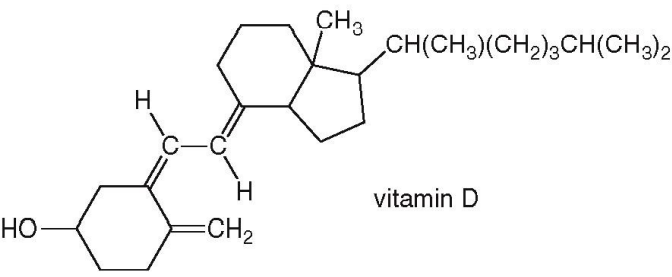 CH₃
CH(CH₃)(CH₂)₃CH(CH₃)₂
H
C C
H
HO
CH₂
vitamin D